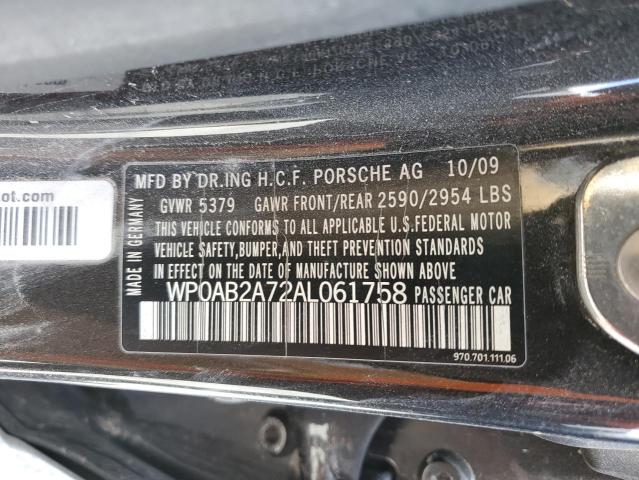 ot.com
MFD BY DR.ING H.C.F. PORSCHE AG 10/09
GVWR 5379 GAWR FRONT/REAR 2590/2954 LBS
THIS VEHICLE CONFORMS TO ALL APPLICABLE U.S.FEDERAL MOTOR
VEHICLE SAFETY,BUMPER,AND THEFT PREVENTION STANDARDS
IN EFFECT ON THE DATE OF MANUFACTURE SHOWN ABOVE
WP0AB2A72AL061758 PASSENGER CAR
MADE IN GERMANY
970.701.111.06